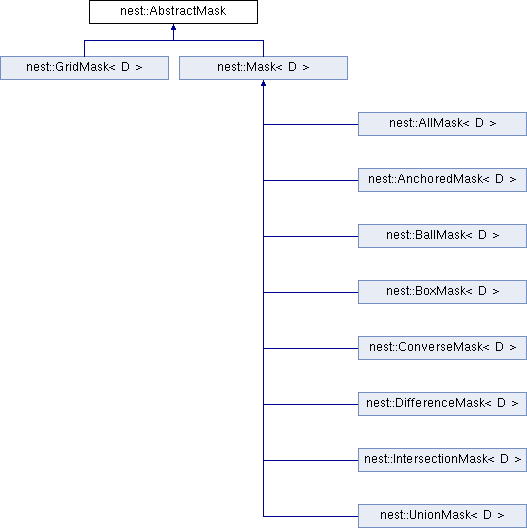 nest::AbstractMask
nest::GridMask< D >
nest::Mask< D >
nest::AllMask< D >
nest::AnchoredMask< D >
nest::BallMask< D >
nest::BoxMask< D >
nest::ConverseMask< D >
nest::DifferenceMask< D >
nest::IntersectionMask< D >
nest::UnionMask< D >